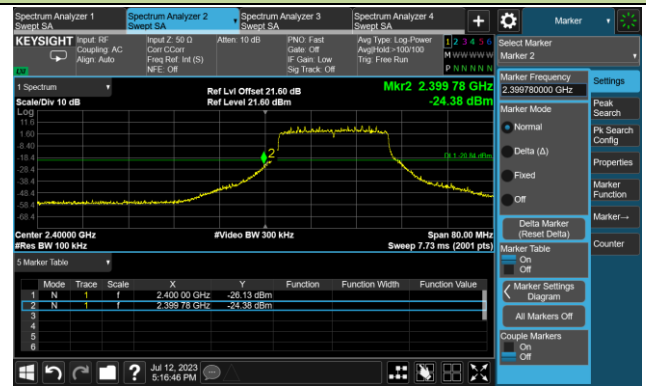 Spectrum Analyzer 1
Swept SA
Spectrum Analyzer 2
Swept SA
Spectrum Analyzer 3
Swept SA
Spectrum Analyzer 4
Swept SA
+
Marker
KEYSIGHT
Input: RF
Coupling: AC
Align: Auto
Input Z: 50 Ω
Corr CCorr
Freq Ref: Int (S)
NFE: Off
Atten: 10 dB
PNO: Fast
Gate: Off
IF Gain: Low
Sig Track: Off
Avg Type: Log-Power
Avg|Hold:>100/100
Trig: Free Run
1 2 3 4 5 6
M W W W W W
P N N N N N
Select Marker
Marker 2
1 Spectrum
Scale/Div 10 dB
Log
Ref Lvl Offset 21.60 dB
Ref Level 21.60 dBm
Mkr2 2.399 78 GHz
-24.38 dBm
11.6
1.60
-8.40
-18.4
-28.4
-38.4
-48.4
-58.4
-68.4
2
Center 2.40000 GHz
#Res BW 100 kHz
#Video BW 300 kHz
Span 80.00 MHz
Sweep 7.73 ms (2001 pts)
5 Marker Table
Mode Trace Scale X Y Function Function Width Function Value
1 N 1 f 2.400 00 GHz -26.13 dBm
2 N 1 f 2.399 78 GHz -24.38 dBm
3
4
5
6
Marker Frequency
2.399780000 GHz
Marker Mode
Normal
Delta (Δ)
Fixed
Off
Delta Marker
(Reset Delta)
Marker Table
On
Off
Marker Settings
Diagram
All Markers Off
Couple Markers
On
Off
Settings
Peak
Search
Pk Search
Config
Properties
Marker
Function
Marker→
Counter
?
Jul 12, 2023
5:16:46 PM